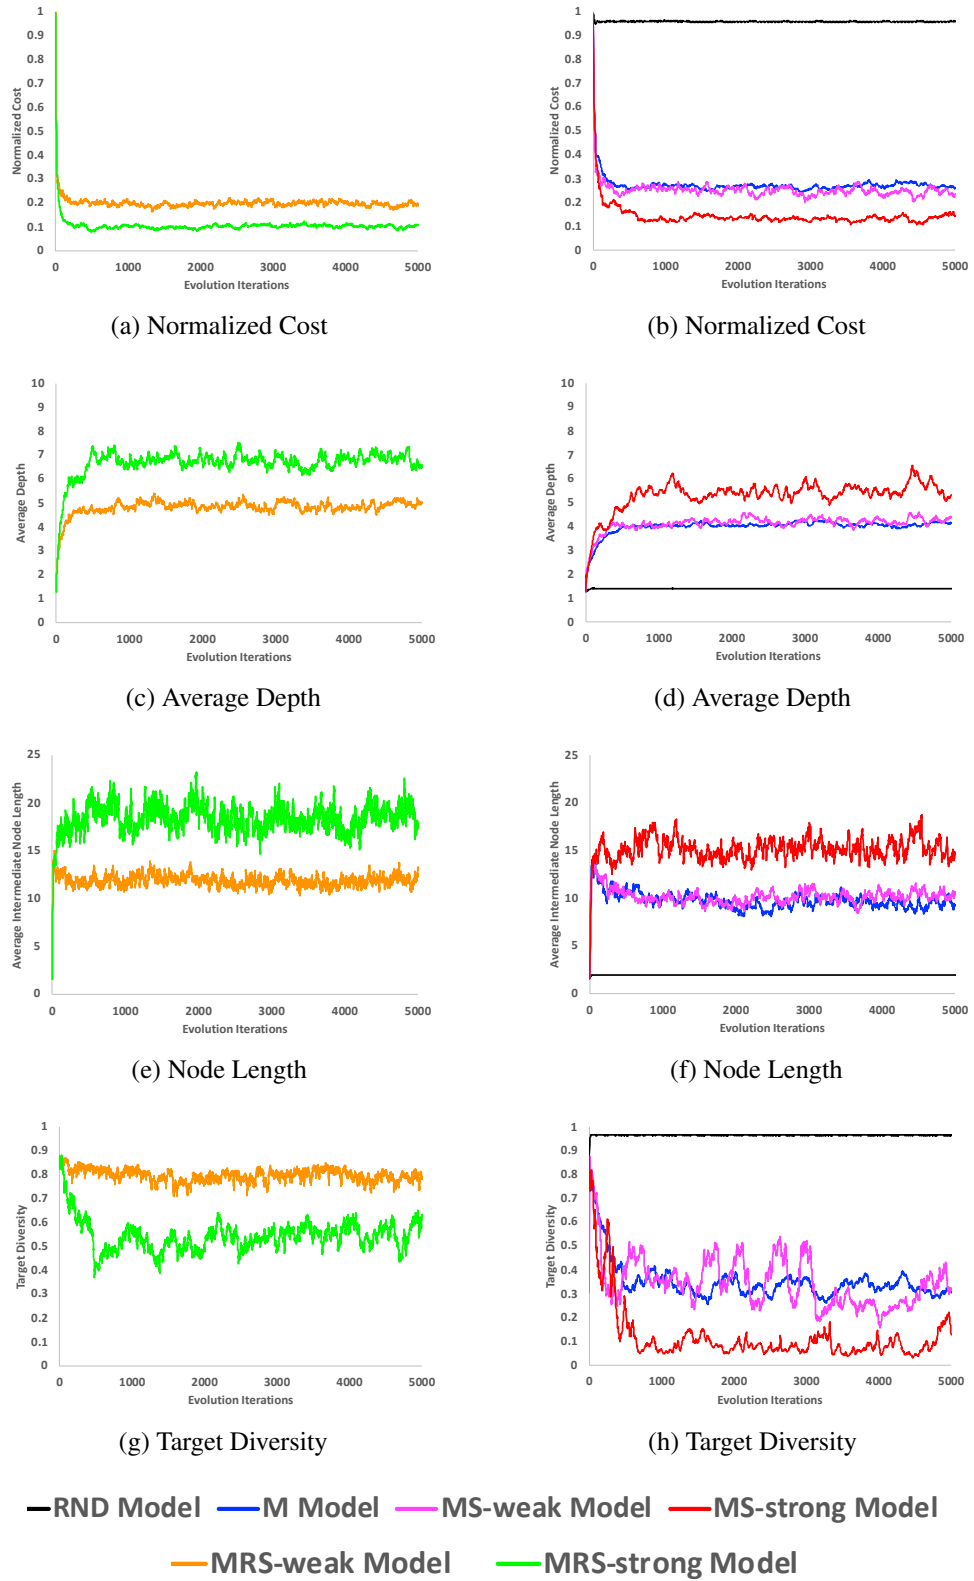 1
0.9
0.8
0.7
0.6
0.5
0.4
0.3
0.2
0.1
0
Normalized Cost
0 1000 2000 3000 4000 5000
Evolution Iterations
(a) Normalized Cost
1
0.9
0.8
0.7
0.6
0.5
0.4
0.3
0.2
0.1
0
Normalized Cost
0 1000 2000 3000 4000 5000
Evolution Iterations
(b) Normalized Cost
10
9
8
7
6
5
4
3
2
1
0
Average Depth
0 1000 2000 3000 4000 5000
Evolution Iterations
(c) Average Depth
10
9
8
7
6
5
4
3
2
1
0
Average Depth
0 1000 2000 3000 4000 5000
Evolution Iterations
(d) Average Depth
25
20
15
10
5
0
Average Intermediate Node Length
0 1000 2000 3000 4000 5000
Evolution Iterations
(e) Node Length
25
20
15
10
5
0
Average Intermediate Node Length
0 1000 2000 3000 4000 5000
Evolution Iterations
(f) Node Length
1
0.9
0.8
0.7
0.6
0.5
0.4
0.3
0.2
0.1
0
Target Diversity
0 1000 2000 3000 4000 5000
Evolution Iterations
(g) Target Diversity
1
0.9
0.8
0.7
0.6
0.5
0.4
0.3
0.2
0.1
0
Target Diversity
0 1000 2000 3000 4000 5000
Evolution Iterations
(h) Target Diversity
RND Model M Model MS-weak Model MS-strong Model
MRS-weak Model MRS-strong Model